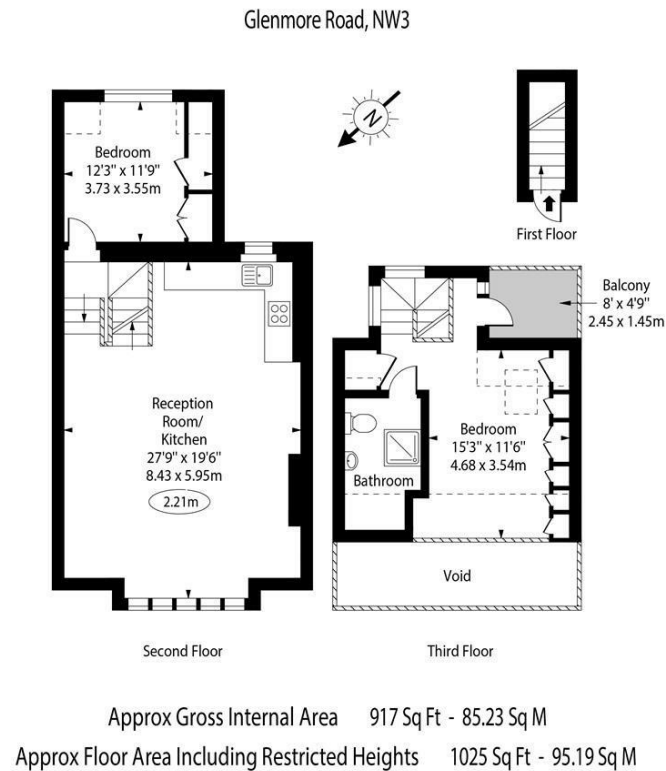 Glenmore Road, NW3
N
Bedroom
12'3" x 11'9"
3.73 x 3.55m
First Floor
Balcony
8' x 4'9"
2.45 x 1.45m
Reception
Room/
Kitchen
27'9" x 19'6"
8.43 x 5.95m
2.21m
Bedroom
15'3" x 11'6"
4.68 x 3.54m
Bathroom
Void
Second Floor
Third Floor
Approx Gross Internal Area 917 Sq Ft - 85.23 Sq M
Approx Floor Area Including Restricted Heights 1025 Sq Ft - 95.19 Sq M